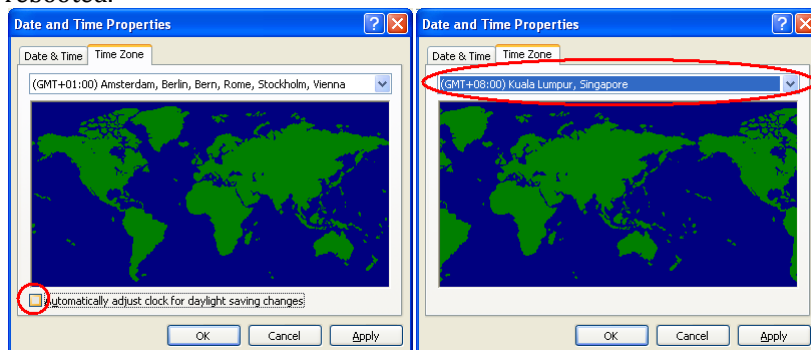 rebooted.
Date and Time Properties
Date & Time Time Zone
(GMT+01:00) Amsterdam, Berlin, Bern, Rome, Stockholm, Vienna
Automatically adjust clock for daylight saving changes
OK Cancel Apply
Date and Time Properties
Date & Time Time Zone
(GMT+08:00) Kuala Lumpur, Singapore
OK Cancel Apply